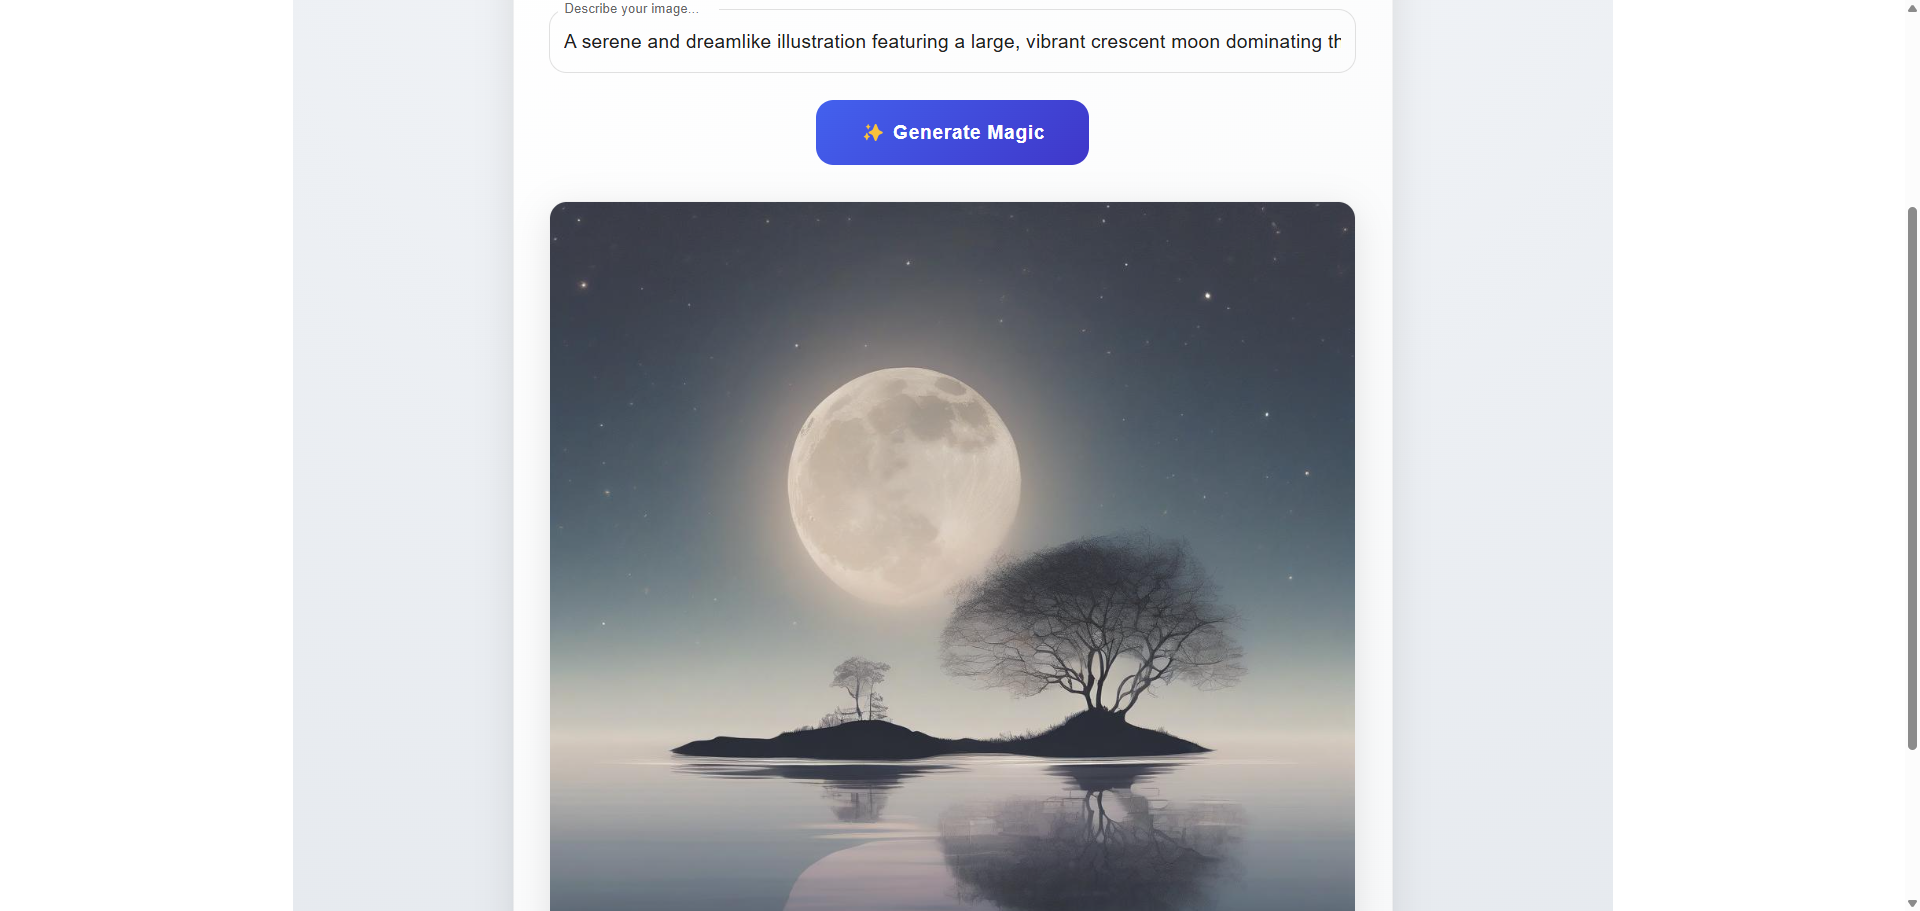 Describe your image...
A serene and dreamlike illustration featuring a large, vibrant crescent moon dominating th
✨ Generate Magic